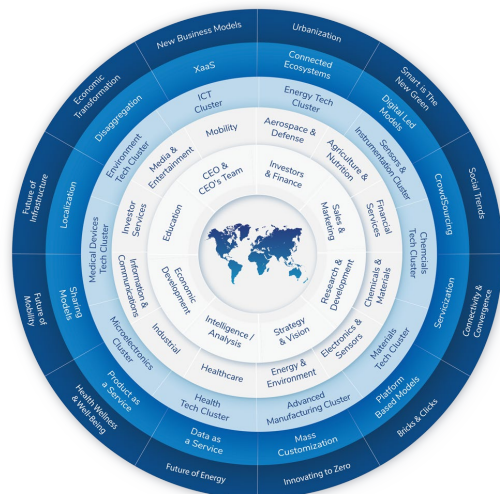 New Business Models
Urbanization
Smart is The
New Green
Social Trends
Connectivity &
Convergence
Bricks & Clicks
Innovating to Zero
Future of Energy
Health Wellness
& Well-Being
Future of
Mobility
Future of
Infrastructure
Economic
Transformation
XaaS
Connected
Ecosystems
Digital Led
Models
CrowdSourcing
Servicization
Platform
Based Models
Mass
Customization
Data as
a Service
Product as
a Service
Sharing
Models
Localization
Disaggregation
ICT
Cluster
Energy Tech
Cluster
Sensors &
Instrumentation Cluster
Chemcials
Tech Cluster
Materials
Tech Cluster
Advanced
Manufacturing Cluster
Health
Tech Cluster
Microelectronics
Cluster
Medical Devices
Tech Cluster
Environment
Tech Cluster
Mobility
Aerospace &
Defense
Agriculture &
Nutrition
Financial
Services
Chemicals &
Materials
Electronics &
Sensors
Energy &
Environment
Healthcare
Industrial
Information &
Communications
Investor
Services
Media &
Entertainment
CEO &
CEO's Team
Investors
& Finance
Sales &
Marketing
Research &
Development
Strategy
& Vision
Intelligence /
Analysis
Economic
Development
Education